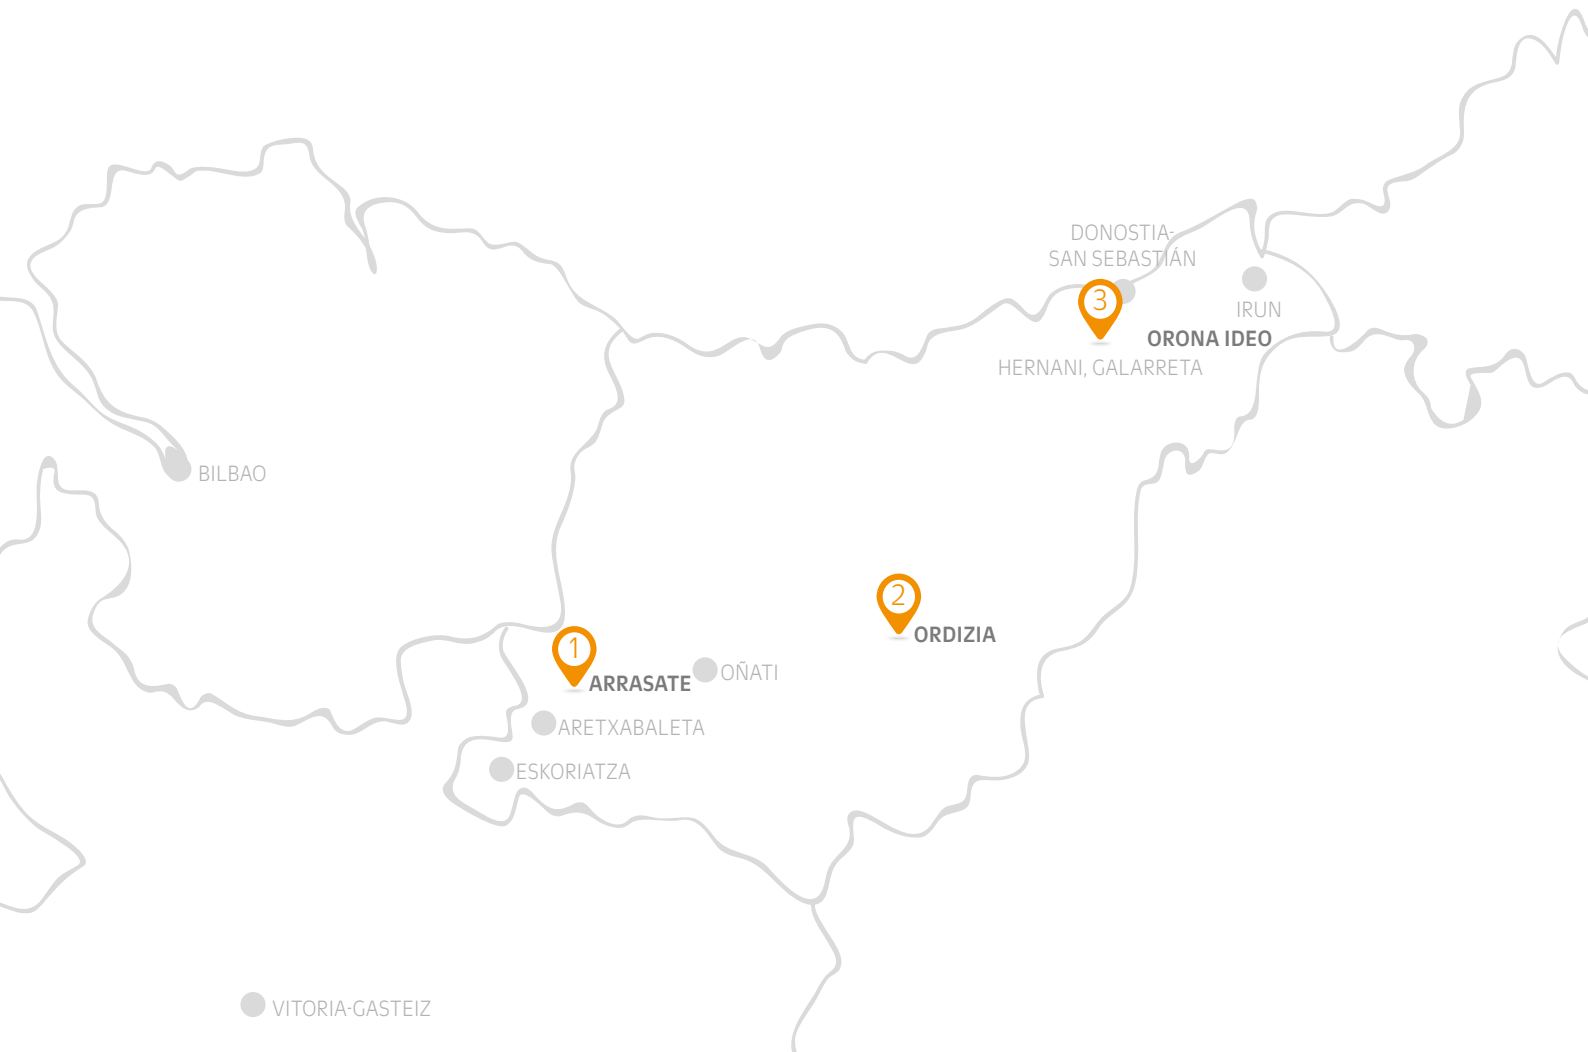 DONOSTIA-
SAN SEBASTIÁN
3
IRUN
ORONA IDEO
HERNANI, GALARRETA
BILBAO
2
ORDIZIA
1
ARRASATE
OÑATI
ARETXABALETA
ESKORIATZA
VITORIA-GASTEIZ